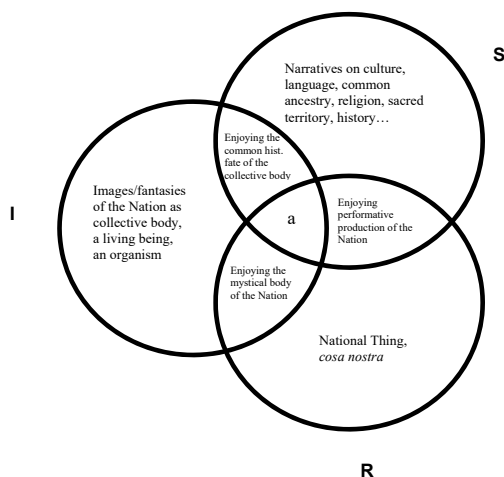 S
Narratives on culture,
language, common
ancestry, religion, sacred
territory, history…
Enjoying the
common hist.
fate of the
collective body
I
Images/fantasies
of the Nation as
collective body,
a living being,
an organism
a
Enjoying
performative
production of the
Nation
Enjoying the
mystical body
of the Nation
National Thing,
cosa nostra
R